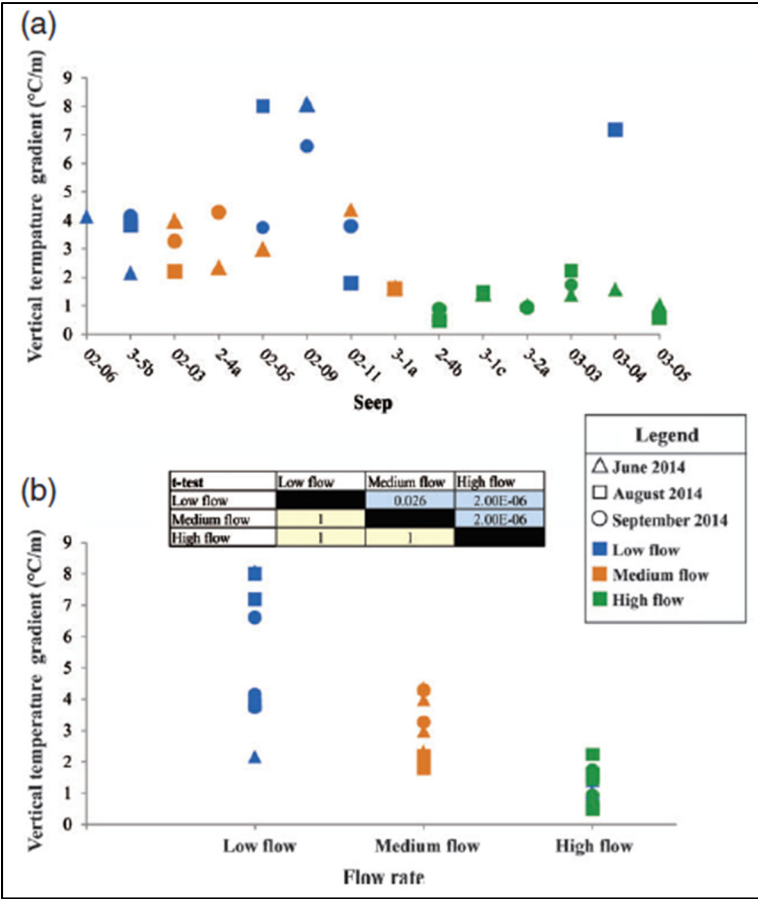 (a)
Vertical termpature gradient (°C/m)
9
8
7
6
5
4
3
2
1
0
02-06
3-5b
02-03
2-4a
02-05
02-09
02-11
3-1a
2-4b
3-1c
3-2a
03-03
03-04
03-05
Seep
Legend
June 2014
August 2014
September 2014
Low flow
Medium flow
High flow
(b)
t-test Low flow Medium flow High flow
Low flow 0.026 2.00E-06
Medium flow 1 2.00E-06
High flow 1 1
Vertical temperature gradient (°C/m)
9
8
7
6
5
4
3
2
1
0
Low flow
Medium flow
High flow
Flow rate